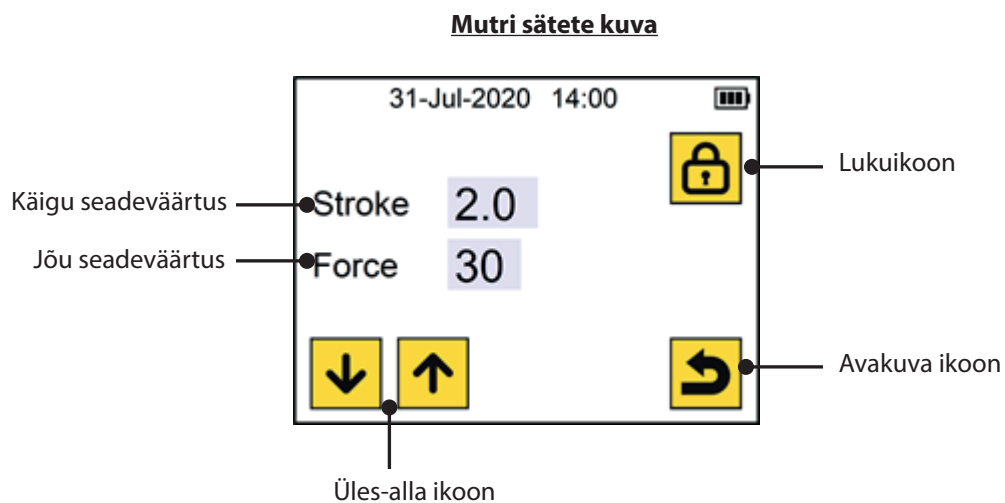 Mutri sätete kuva
31-Jul-2020 14:00
Lukuikoon
Käigu seadeväärtus
Stroke 2.0
Jõu seadeväärtus
Force 30
Avakuva ikoon
Üles-alla ikoon